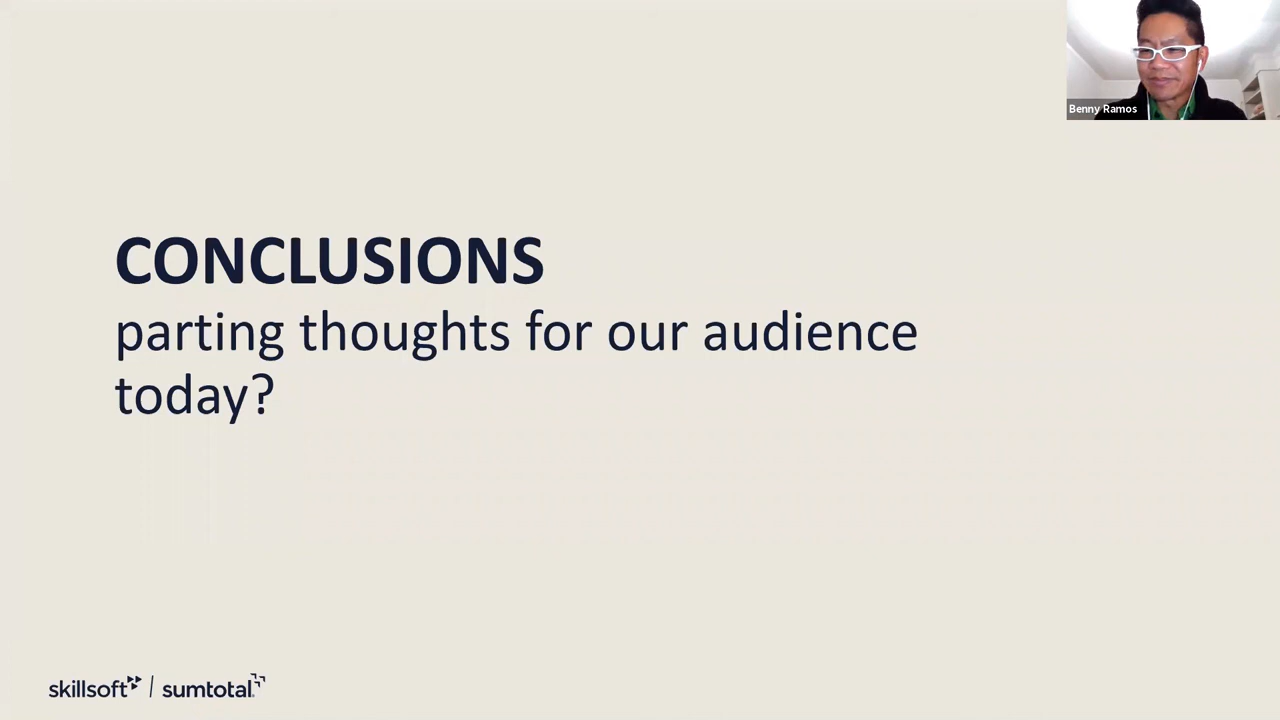 Benny Ramos
CONCLUSIONS
parting thoughts for our audience
today?
skillsoft | sumtotal.